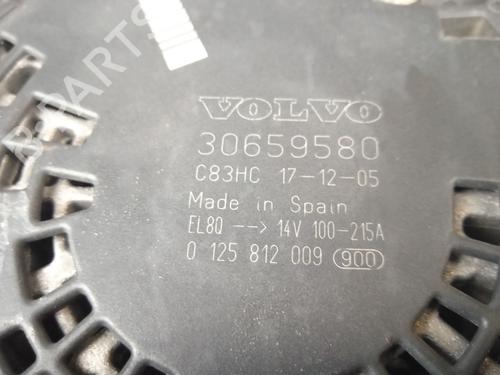 VOLVO
30659580
C83HC 17-12-05
Made in Spain
EL8Q --> 14V 100-215A
0 125 812 009 900